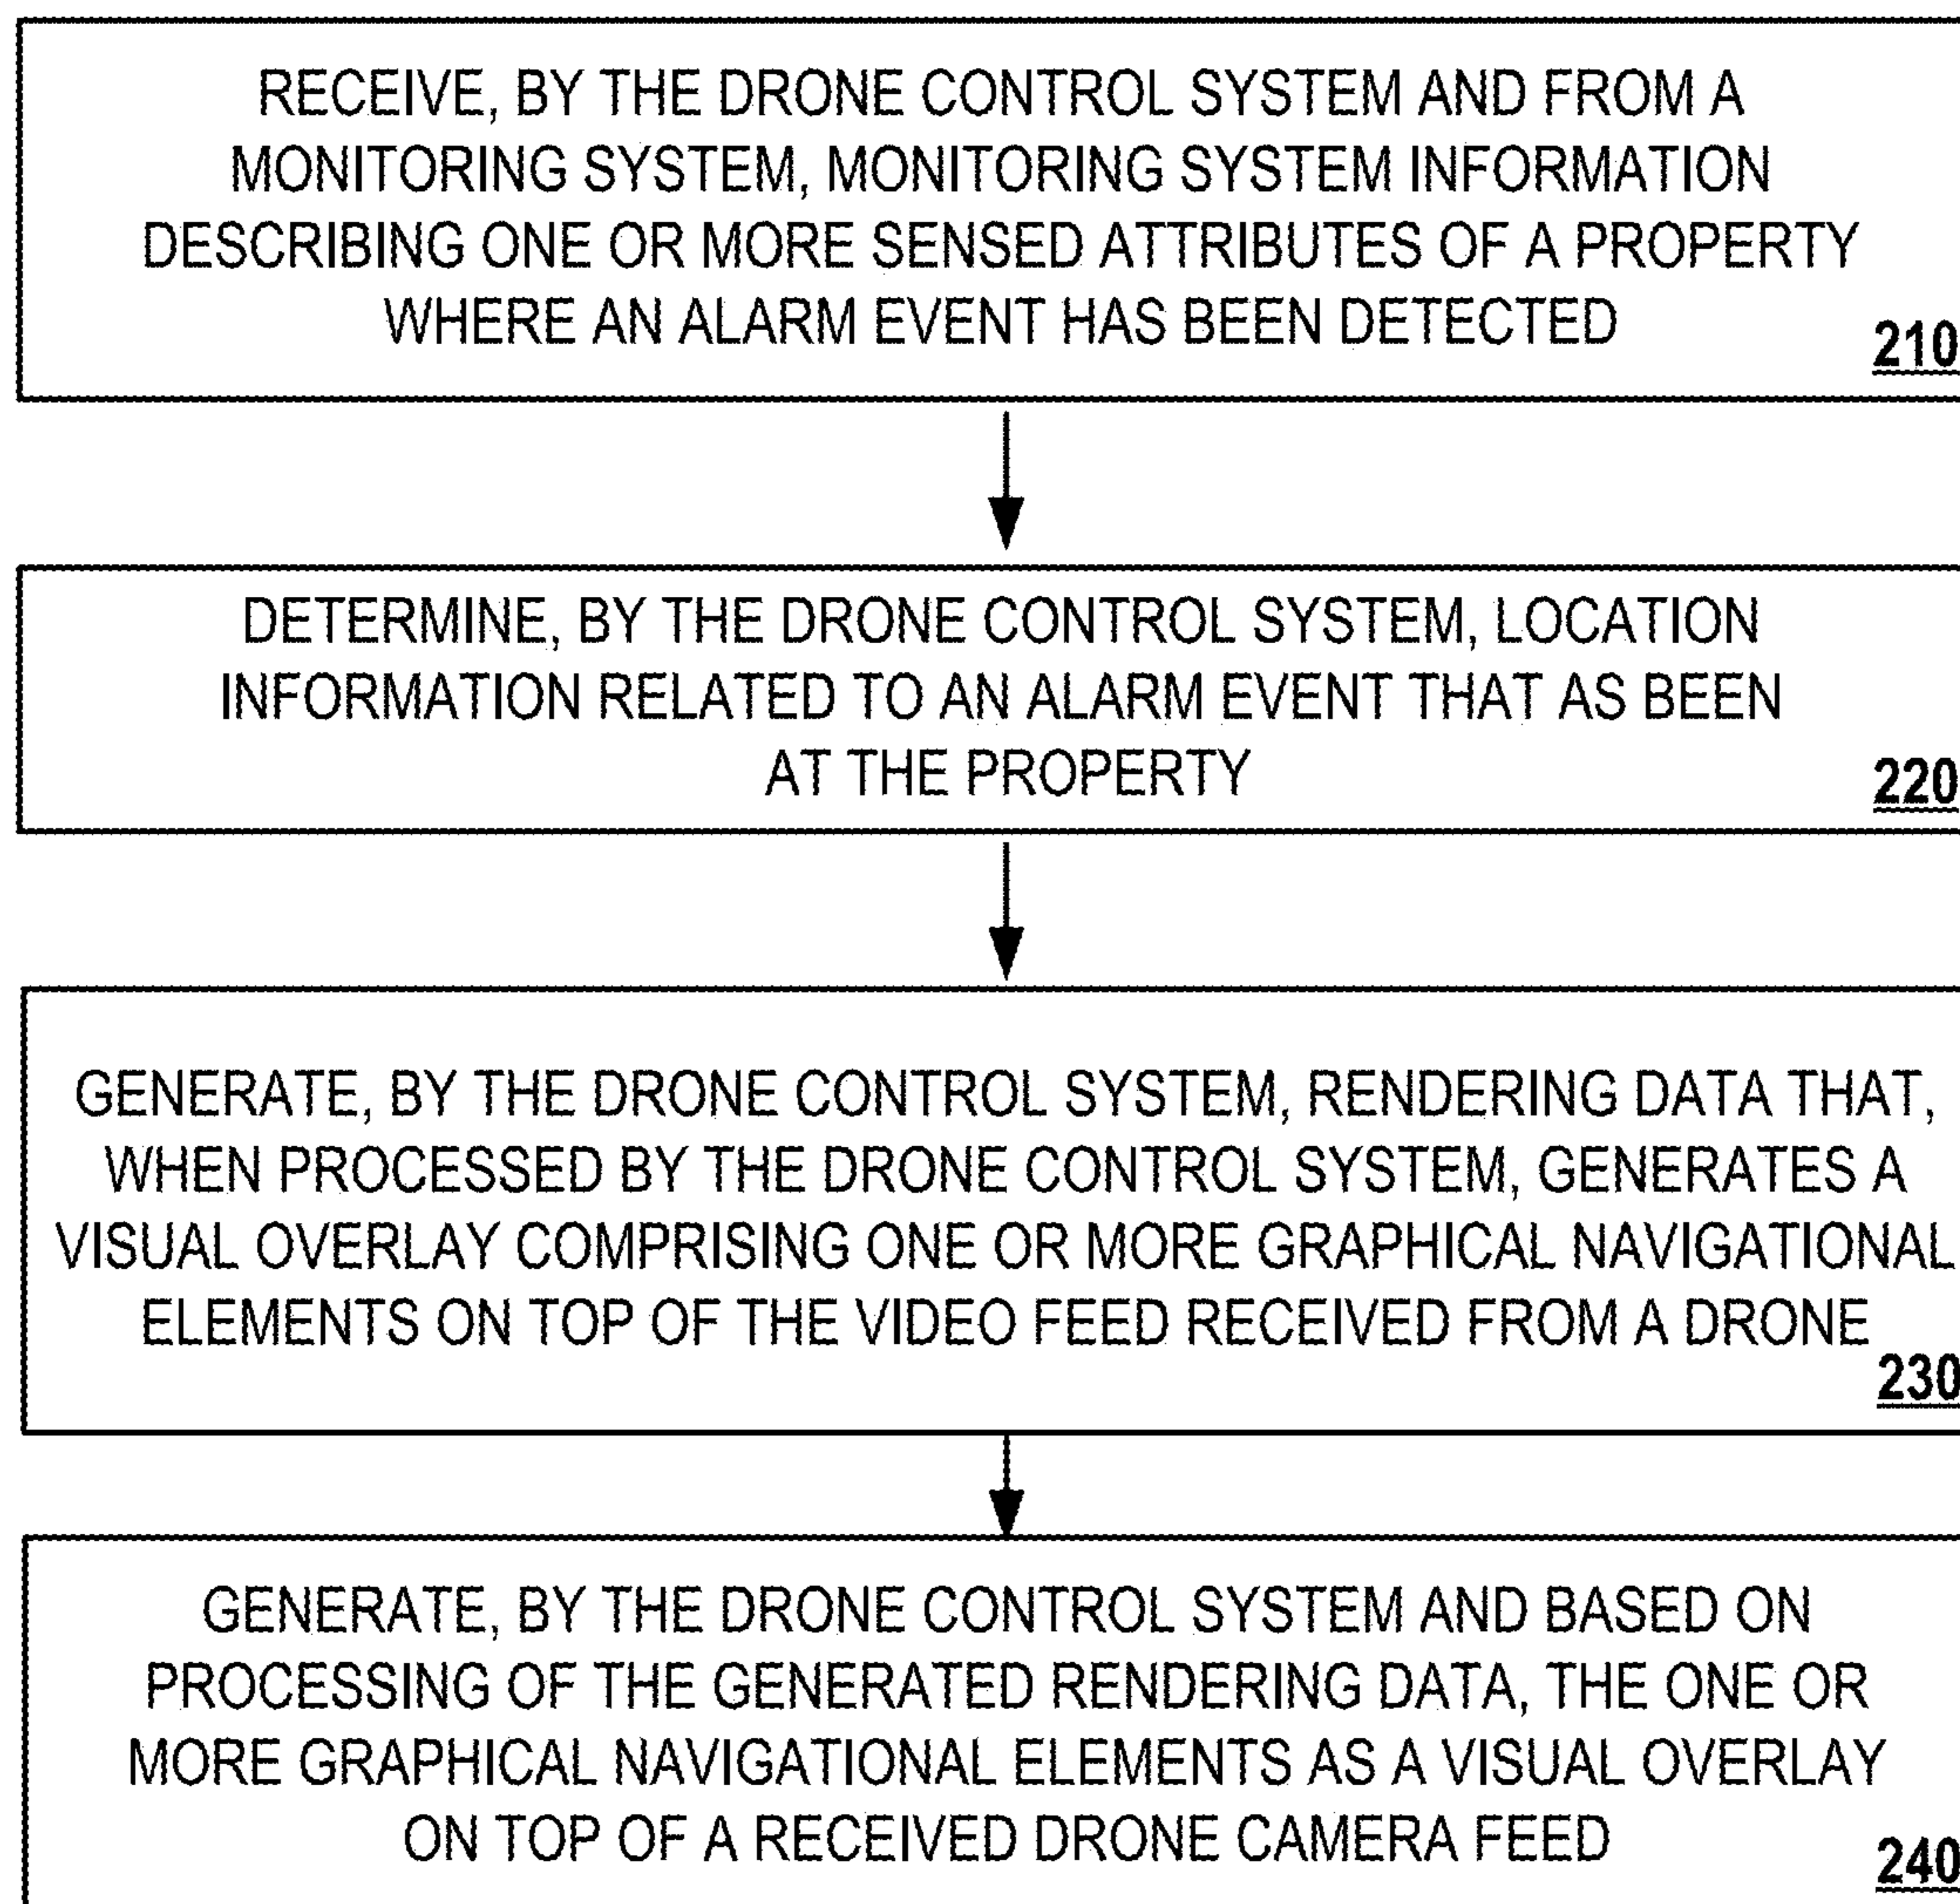 RECEIVE, BY THE DRONE CONTROL SYSTEM AND FROM A
MONITORING SYSTEM, MONITORING SYSTEM INFORMATION
DESCRIBING ONE OR MORE SENSED ATTRIBUTES OF A PROPERTY
WHERE AN ALARM EVENT HAS BEEN DETECTED
210
DETERMINE, BY THE DRONE CONTROL SYSTEM, LOCATION
INFORMATION RELATED TO AN ALARM EVENT THAT AS BEEN
AT THE PROPERTY
220
GENERATE, BY THE DRONE CONTROL SYSTEM, RENDERING DATA THAT,
WHEN PROCESSED BY THE DRONE CONTROL SYSTEM, GENERATES A
VISUAL OVERLAY COMPRISING ONE OR MORE GRAPHICAL NAVIGATIONAL
ELEMENTS ON TOP OF THE VIDEO FEED RECEIVED FROM A DRONE
230
GENERATE, BY THE DRONE CONTROL SYSTEM AND BASED ON
PROCESSING OF THE GENERATED RENDERING DATA, THE ONE OR
MORE GRAPHICAL NAVIGATIONAL ELEMENTS AS A VISUAL OVERLAY
ON TOP OF A RECEIVED DRONE CAMERA FEED
240